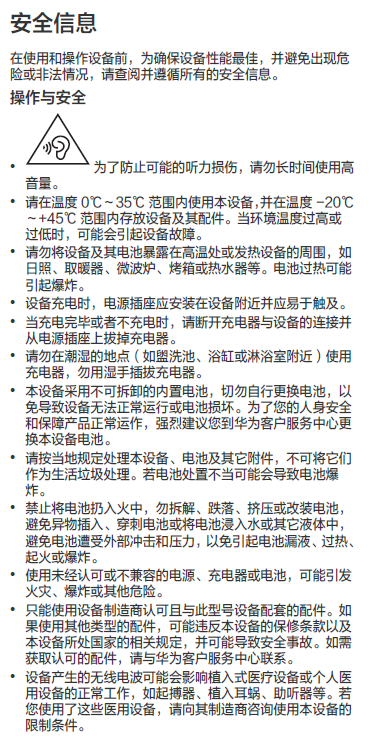 安全信息
在使用和操作设备前，为确保设备性能最佳，并避免出现危
险或非法情况，请查阅并遵循所有的安全信息。
操作与安全
• 为了防止可能的听力损伤，请勿长时间使用高
音量。
• 请在温度 0℃～35℃ 范围内使用本设备，并在温度 −20℃
～+45℃ 范围内存放设备及其配件。当环境温度过高或
过低时，可能会引起设备故障。
• 请勿将设备及其电池暴露在高温处或发热设备的周围，如
日照、取暖器、微波炉、烤箱或热水器等。电池过热可能
引起爆炸。
• 设备充电时，电源插座应安装在设备附近并应易于触及。
• 当充电完毕或者不充电时，请断开充电器与设备的连接并
从电源插座上拔掉充电器。
• 请勿在潮湿的地点（如盥洗池、浴缸或淋浴室附近）使用
充电器，勿用湿手插拔充电器。
• 本设备采用不可拆卸的内置电池，切勿自行更换电池，以
免导致设备无法正常运行或电池损坏。为了您的人身安全
和保障产品正常运作，强烈建议您到华为客户服务中心更
换本设备电池。
• 请按当地规定处理本设备、电池及其它附件，不可将它们
作为生活垃圾处理。若电池处置不当可能会导致电池爆
炸。
• 禁止将电池扔入火中，勿拆解、跌落、挤压或改装电池，
避免异物插入、穿刺电池或将电池浸入水或其它液体中，
避免电池遭受外部冲击和压力，以免引起电池漏液、过热、
起火或爆炸。
• 使用未经认可或不兼容的电源、充电器或电池，可能引发
火灾、爆炸或其他危险。
• 只能使用设备制造商认可且与此型号设备配套的配件。如
果使用其他类型的配件，可能违反本设备的保修条款以及
本设备所处国家的相关规定，并可能导致安全事故。如需
获取认可的配件，请与华为客户服务中心联系。
• 设备产生的无线电波可能会影响植入式医疗设备或个人医
用设备的正常工作，如起搏器、植入耳蜗、助听器等。若
您使用了这些医用设备，请向其制造商咨询使用本设备的
限制条件。